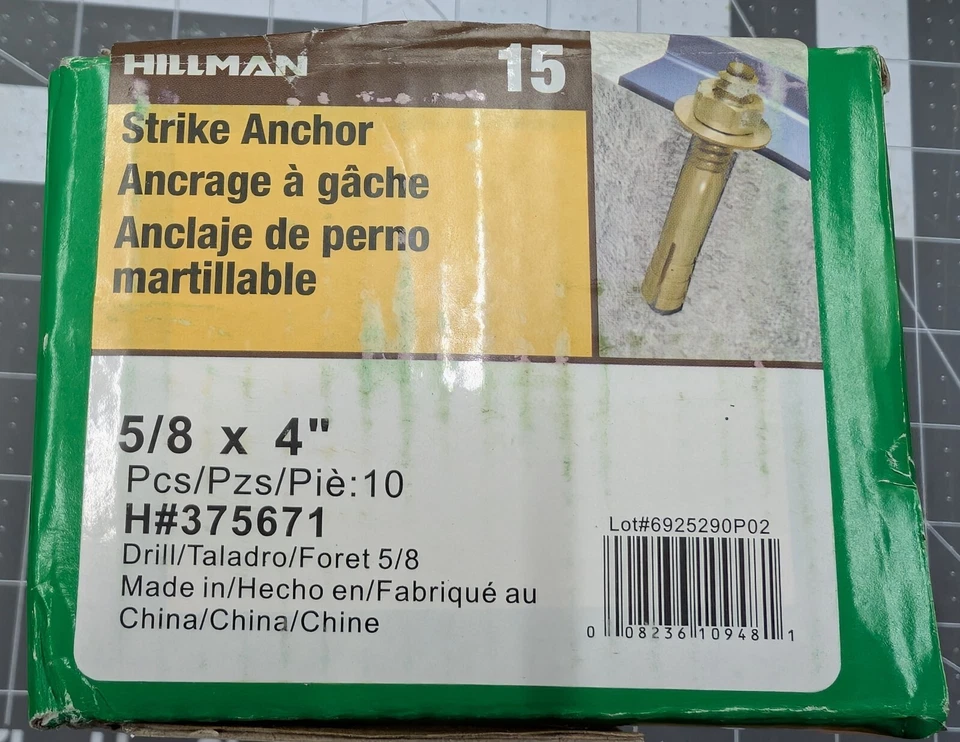 HILLMAN
15
Strike Anchor
Ancrage à gâche
Anclaje de perno
martillable
5/8 x 4"
Pcs/Pzs/Piè:10
H#375671
Drill/Taladro/Foret 5/8
Made in/Hecho en/Fabriqué au
China/China/Chine
Lot#6925290P02
0 08236 10948 1